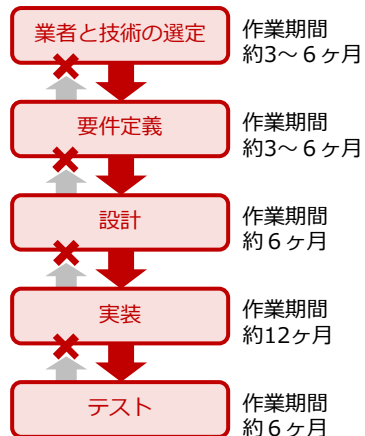 業者と技術の選定
作業期間
約3～６ヶ月
要件定義
作業期間
約3～６ヶ月
設計
作業期間
約６ヶ月
実装
作業期間
約12ヶ月
テスト
作業期間
約６ヶ月